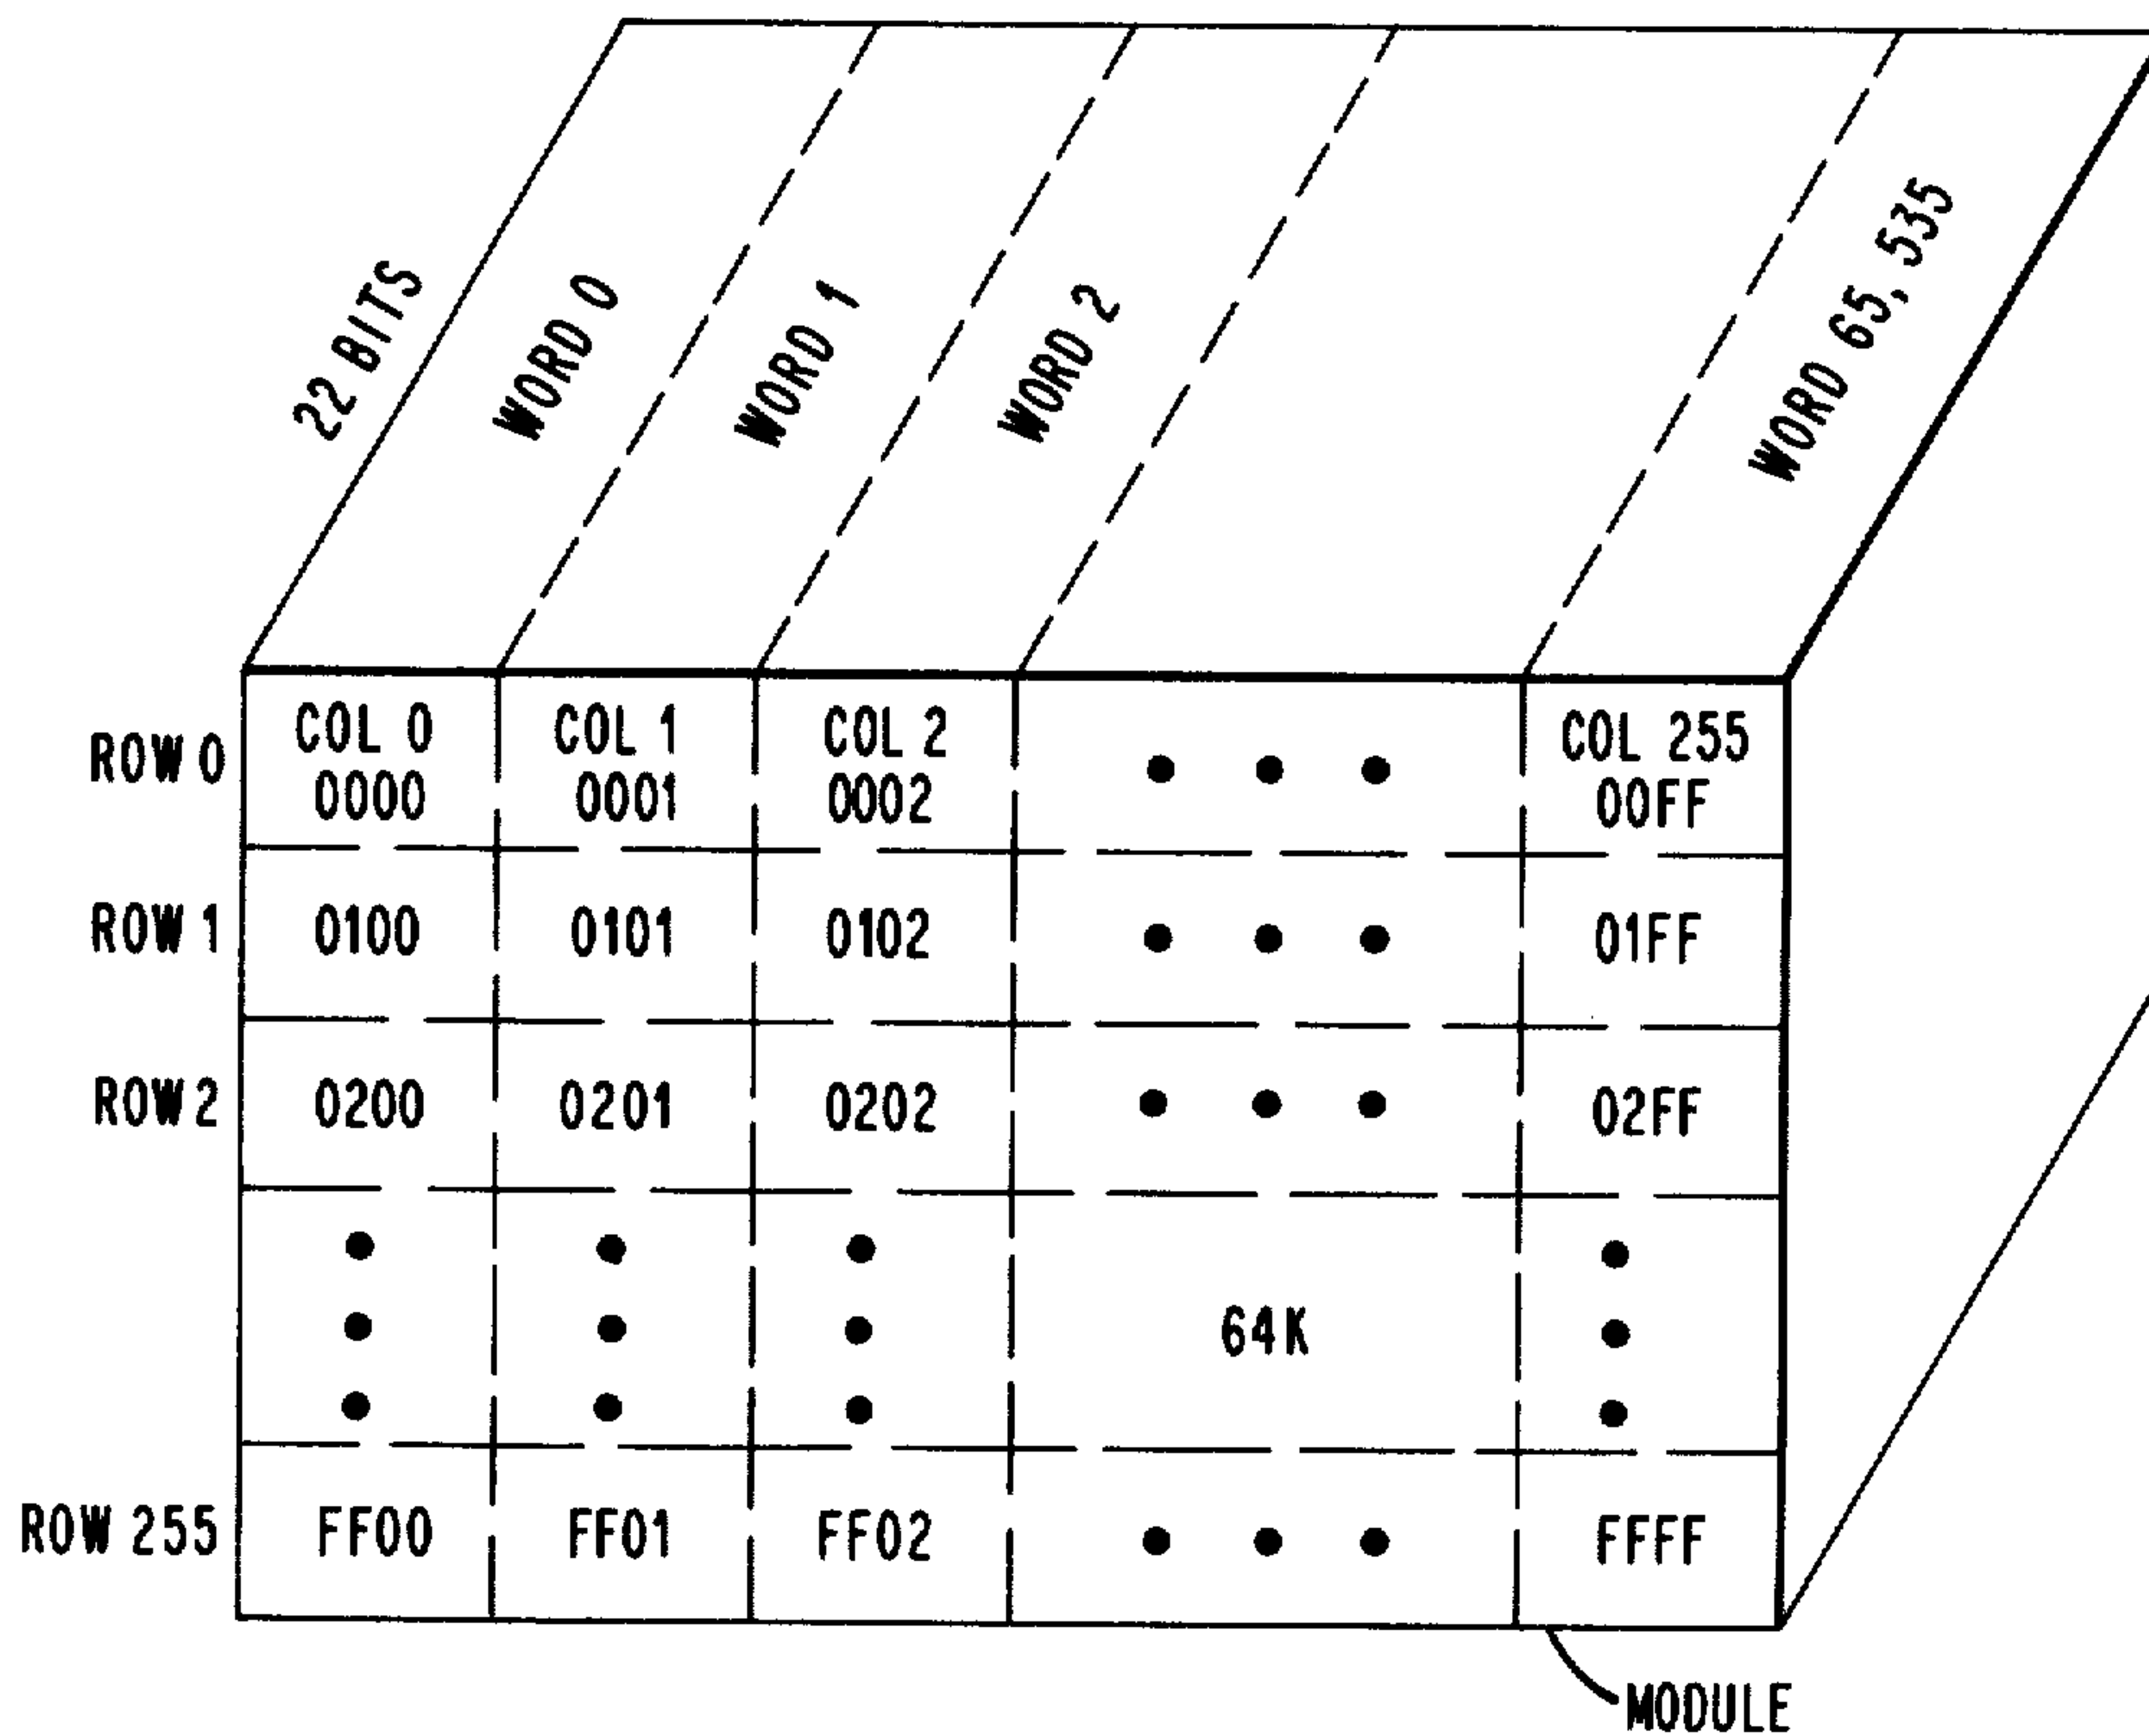 22 BITS
WORD 0
WORD 1
WORD 2
WORD 65,535
COL 0 COL 1 COL 2 COL 255
ROW 0 0000 0001 0002 00FF
ROW 1 0100 0101 0102 01FF
ROW 2 0200 0201 0202 02FF
64K
ROW 255 FF00 FF01 FF02 FFFF
MODULE